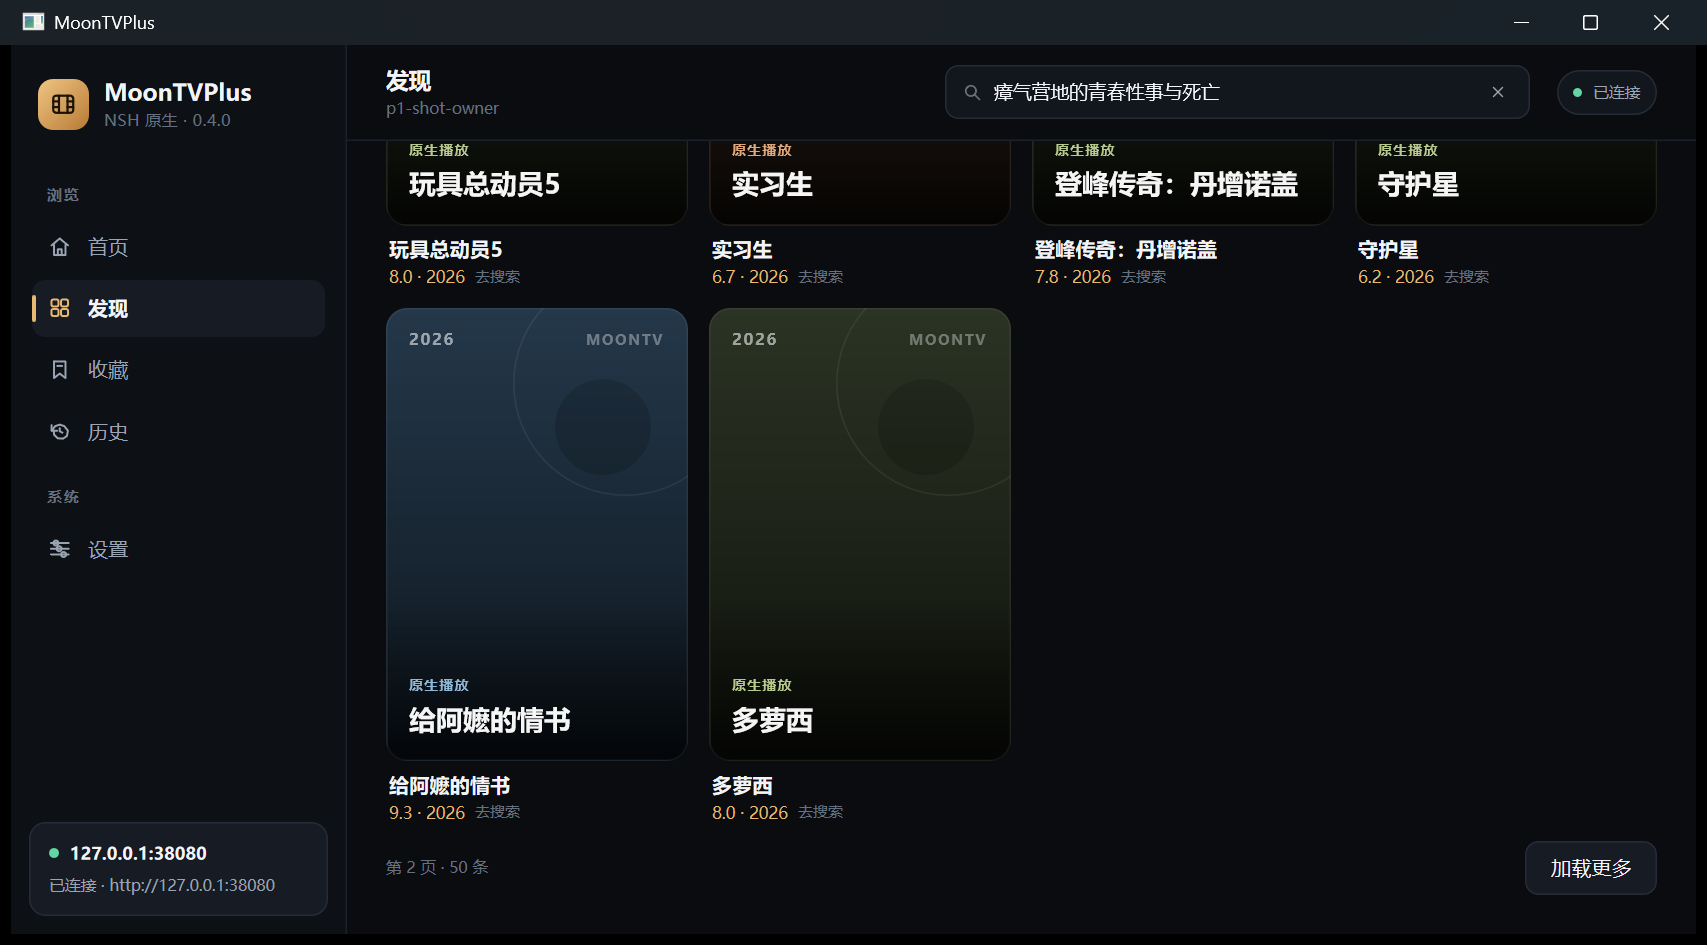 MoonTVPlus
MoonTVPlus
NSH 原生 · 0.4.0
浏览
首页
发现
收藏
历史
系统
设置
127.0.0.1:38080
已连接 · http://127.0.0.1:38080
发现
p1-shot-owner
瘴气营地的青春性事与死亡
已连接
原生播放
玩具总动员5
玩具总动员5
8.0 · 2026 去搜索
原生播放
实习生
实习生
6.7 · 2026 去搜索
原生播放
登峰传奇：丹增诺盖
登峰传奇：丹增诺盖
7.8 · 2026 去搜索
原生播放
守护星
守护星
6.2 · 2026 去搜索
2026 MOONTV
原生播放
给阿嬷的情书
给阿嬷的情书
9.3 · 2026 去搜索
2026 MOONTV
原生播放
多萝西
多萝西
8.0 · 2026 去搜索
第 2 页 · 50 条
加载更多